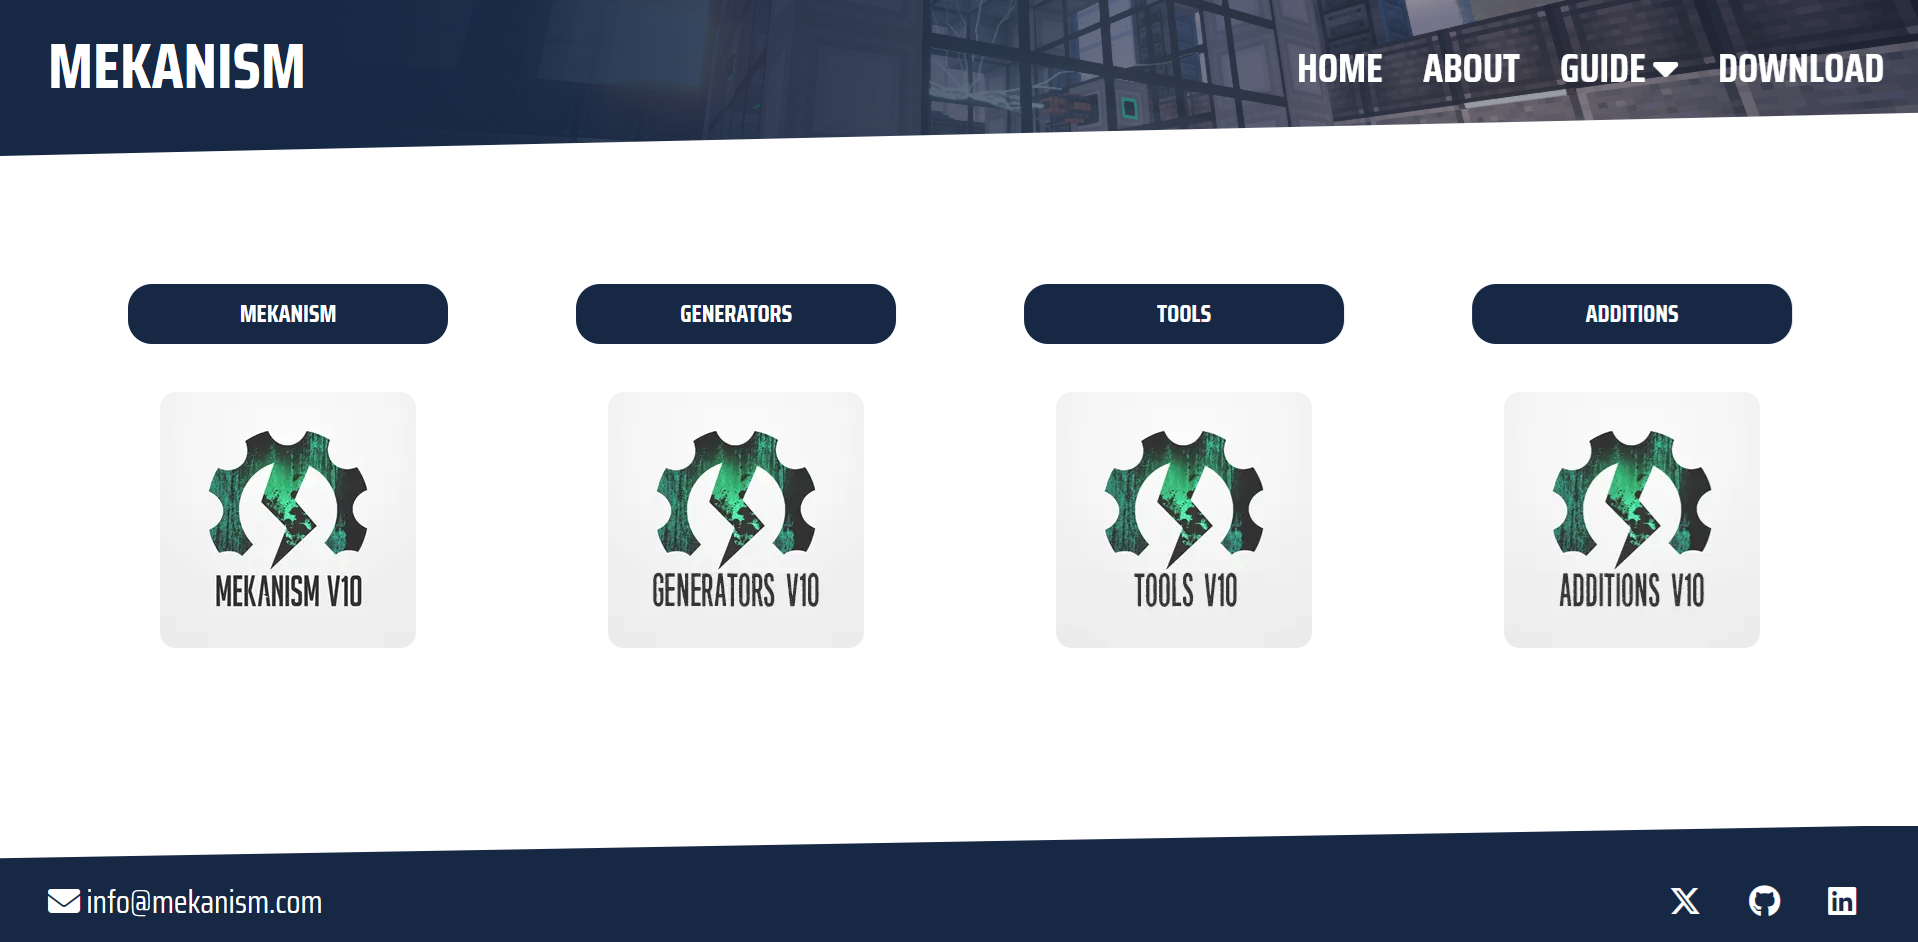 MEKANISM
HOME ABOUT GUIDE DOWNLOAD
MEKANISM GENERATORS TOOLS ADDITIONS
MEKANISM V10 GENERATORS V10 TOOLS V10 ADDITIONS V10
info@mekanism.com